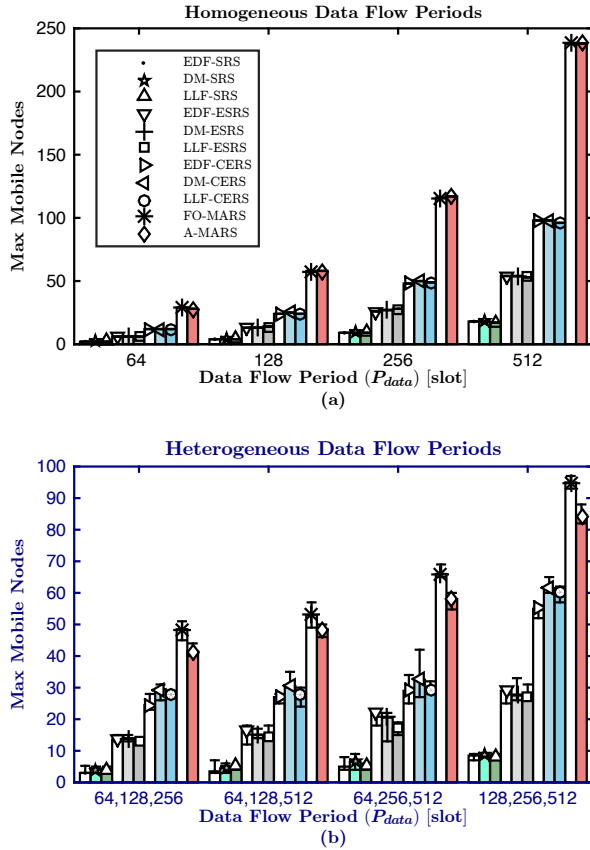 Homogeneous Data Flow Periods
Max Mobile Nodes
250
200
150
100
50
0
EDF-SRS
DM-SRS
LLF-SRS
EDF-ESRS
DM-ESRS
LLF-ESRS
EDF-CERS
DM-CERS
LLF-CERS
FO-MARS
A-MARS
64 128 256 512
Data Flow Period (P_data) [slot]
(a)
Heterogeneous Data Flow Periods
Max Mobile Nodes
100
90
80
70
60
50
40
30
20
10
0
64,128,256 64,128,512 64,256,512 128,256,512
Data Flow Period (P_data) [slot]
(b)